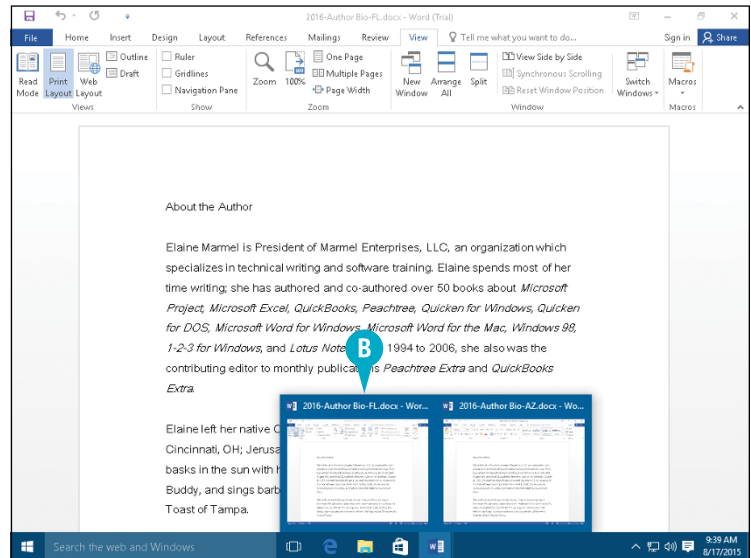 2016-Author Bio-FL.docx - Word (Trial)
File Home Insert Design Layout References Mailings Review View Tell me what you want to do... Sign in Share
Read Mode
Print Layout
Web Layout
Outline
Draft
Views
Ruler
Gridlines
Navigation Pane
Show
Zoom
100%
One Page
Multiple Pages
Page Width
Zoom
New Window
Arrange All
Split
View Side by Side
Synchronous Scrolling
Reset Window Position
Window
Switch Windows
Macros
Macros
About the Author
Elaine Marmel is President of Marmel Enterprises, LLC, an organization which
specializes in technical writing and software training. Elaine spends most of her
time writing; she has authored and co-authored over 50 books about Microsoft
Project, Microsoft Excel, QuickBooks, Peachtree, Quicken for Windows, Quicken
for DOS, Microsoft Word for Windows, Microsoft Word for the Mac, Windows 98,
1-2-3 for Windows, and Lotus Note 1994 to 2006, she also was the
contributing editor to monthly publicat s Peachtree Extra and QuickBooks
Extra.
B
Elaine left her native C
Cincinnati, OH; Jerusa
basks in the sun with h
Buddy, and sings barb
Toast of Tampa.
2016-Author Bio-FL.docx - Wor...
2016-Author Bio-AZ.docx - Wo...
Search the web and Windows
9:39 AM
8/17/2015